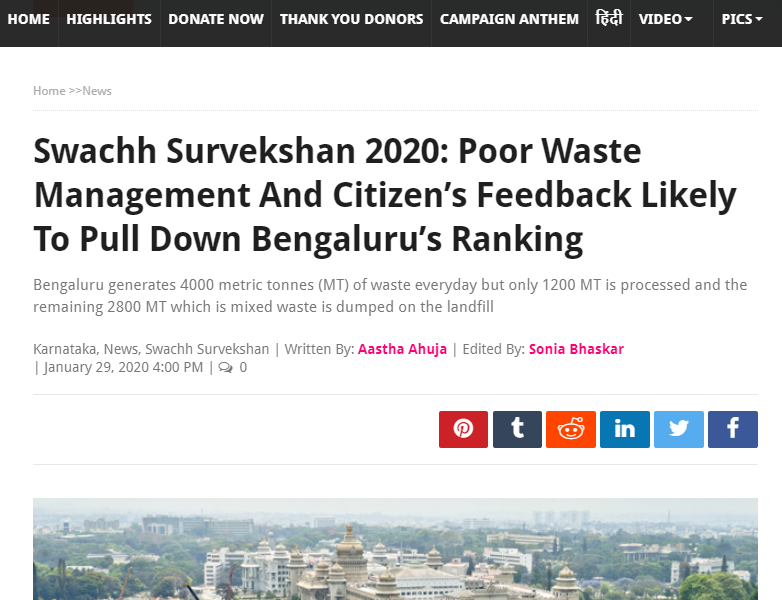 HOME HIGHLIGHTS DONATE NOW THANK YOU DONORS CAMPAIGN ANTHEM हिंदी VIDEO PICS
Home >>News
Swachh Survekshan 2020: Poor Waste
Management And Citizen’s Feedback Likely
To Pull Down Bengaluru’s Ranking
Bengaluru generates 4000 metric tonnes (MT) of waste everyday but only 1200 MT is processed and the
remaining 2800 MT which is mixed waste is dumped on the landfill
Karnataka, News, Swachh Survekshan | Written By: Aastha Ahuja | Edited By: Sonia Bhaskar
| January 29, 2020 4:00 PM | 0